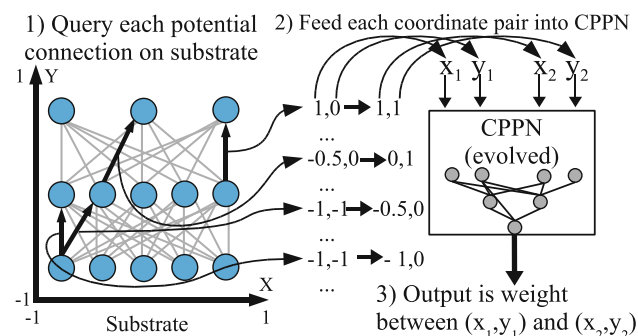 1) Query each potential
connection on substrate
2) Feed each coordinate pair into CPPN
1
Y
-1
-1
X
1
Substrate
x1 y1 x2 y2
1,0 1,1
...
-0.5,0 0,1
...
-1,-1 -0.5,0
...
-1,-1 - 1,0
...
CPPN
(evolved)
3) Output is weight
between (x1,y1) and (x2,y2)